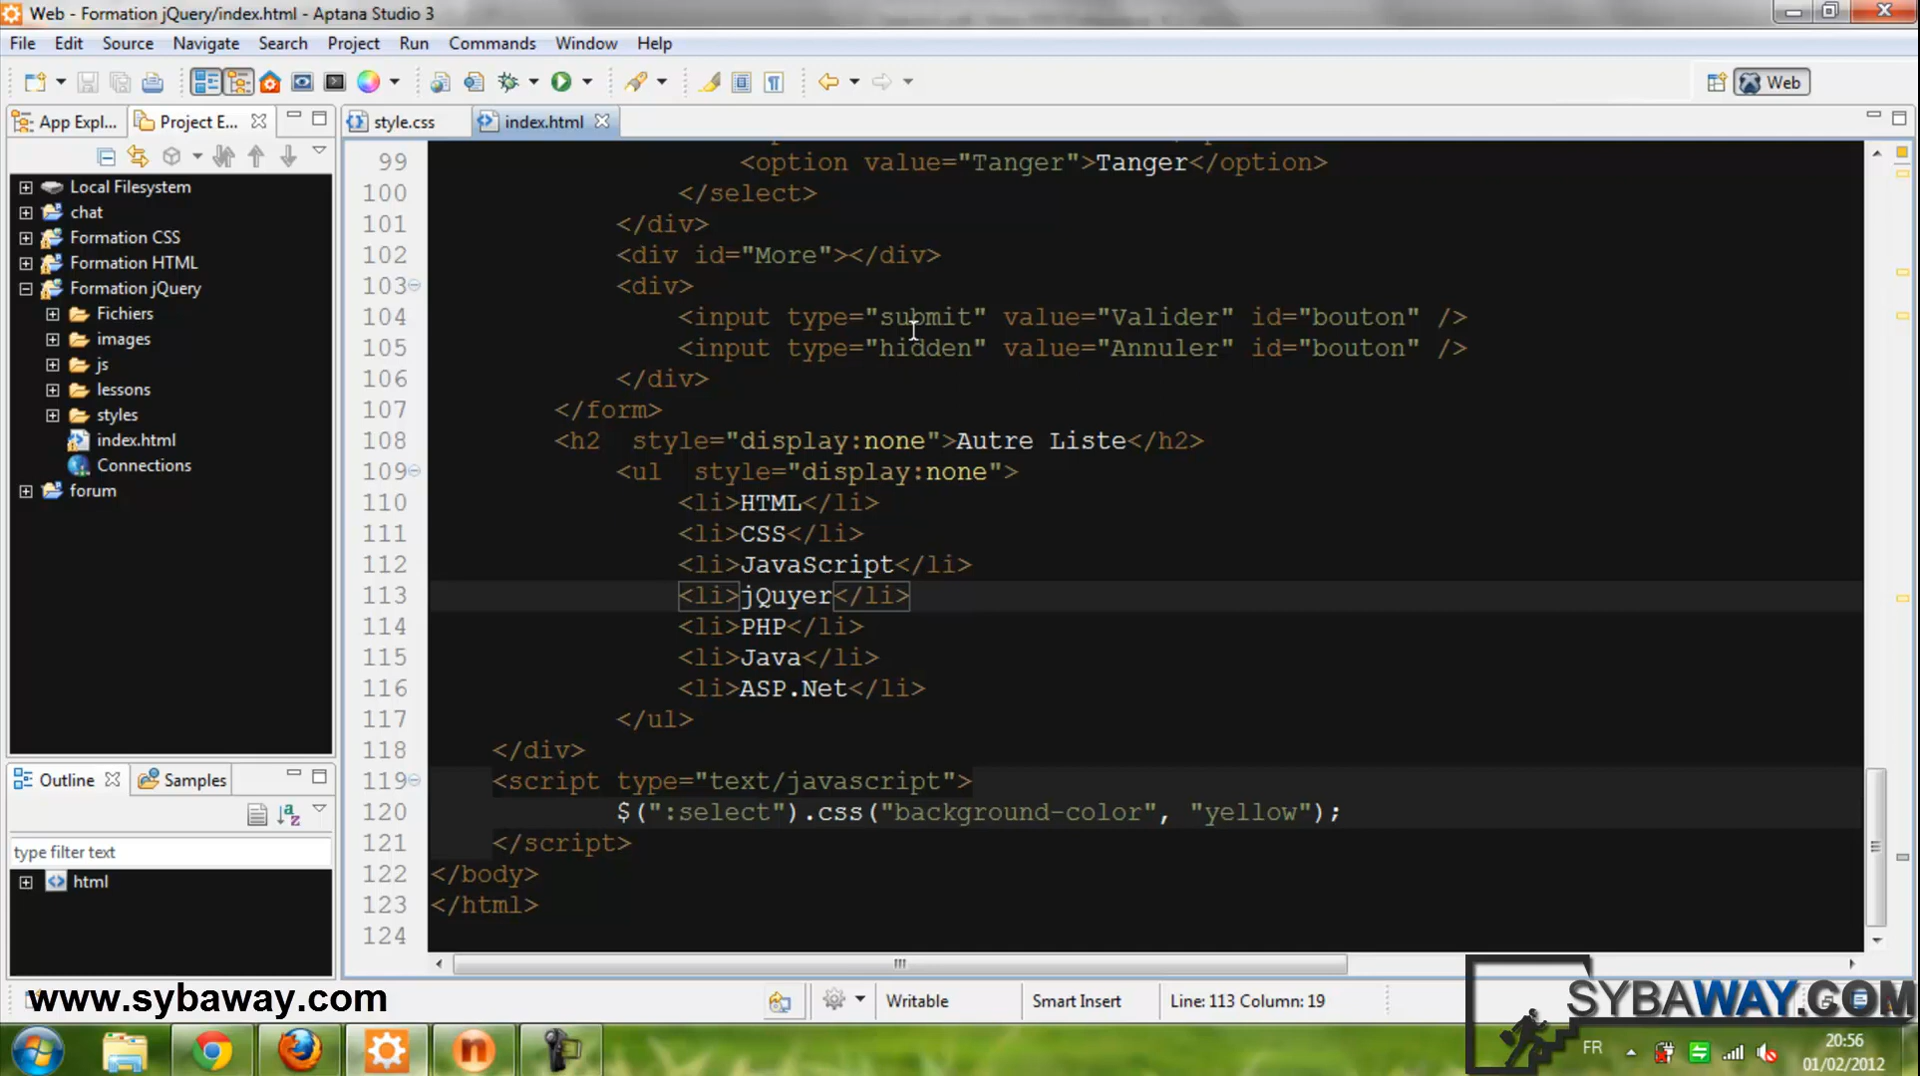 Web - Formation jQuery/index.html - Aptana Studio 3
File Edit Source Navigate Search Project Run Commands Window Help
Web
App Expl... Project E...
style.css index.html
Local Filesystem
chat
Formation CSS
Formation HTML
Formation jQuery
Fichiers
images
js
lessons
styles
index.html
Connections
forum
99 <option value="Tanger">Tanger</option>
100 </select>
101 </div>
102 <div id="More"></div>
103 <div>
104 <input type="submit" value="Valider" id="bouton" />
105 <input type="hidden" value="Annuler" id="bouton" />
106 </div>
107 </form>
108 <h2  style="display:none">Autre Liste</h2>
109 <ul  style="display:none">
110 <li>HTML</li>
111 <li>CSS</li>
112 <li>JavaScript</li>
113 <li>jQuyer</li>
114 <li>PHP</li>
115 <li>Java</li>
116 <li>ASP.Net</li>
117 </ul>
118 </div>
119 <script type="text/javascript">
120 $(":select").css("background-color", "yellow");
121 </script>
122 </body>
123 </html>
124
Outline Samples
type filter text
html
www.sybaway.com
Writable Smart Insert Line: 113 Column: 19
SYBAWAY.COM
FR
20:56
01/02/2012